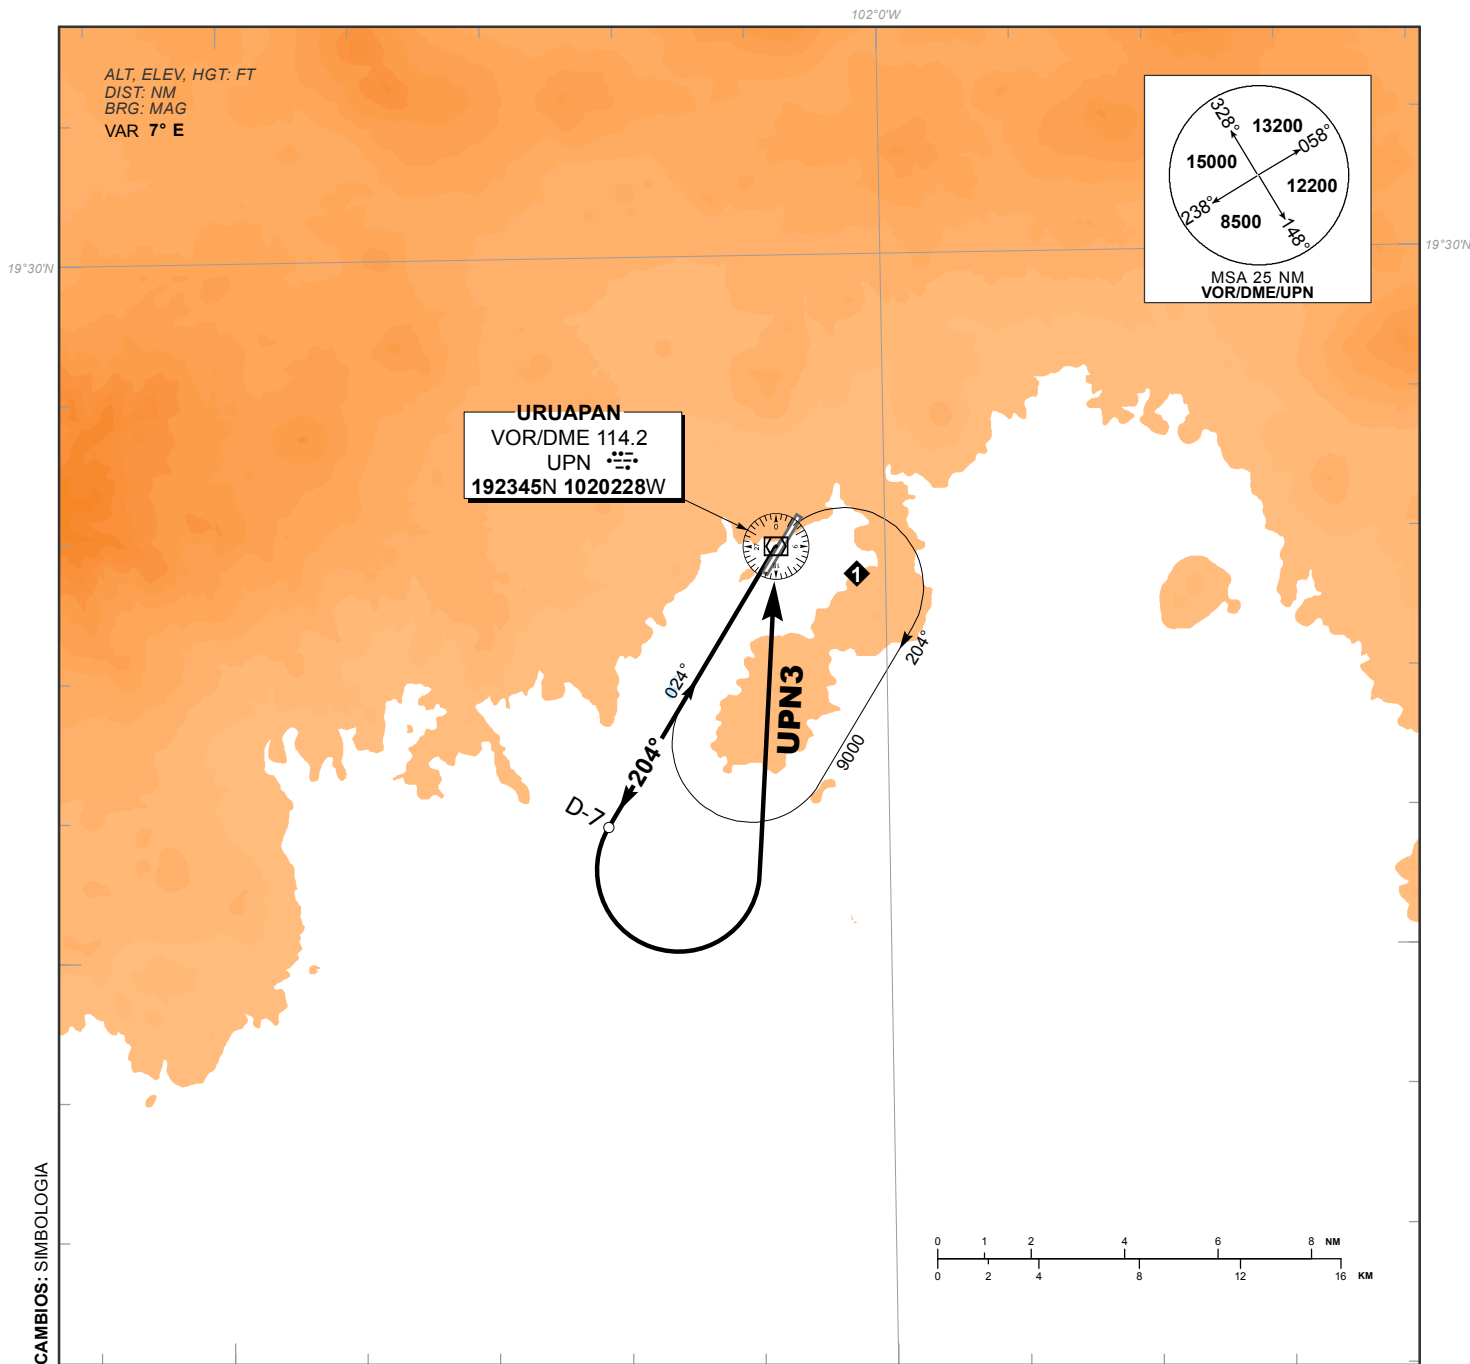 102°0'W
ALT, ELEV, HGT: FT
DIST: NM
BRG: MAG
VAR 7° E
328°
13200
058°
15000
12200
238°
8500
148°
MSA 25 NM
VOR/DME/UPN
19°30'N
19°30'N
URUAPAN
VOR/DME 114.2
UPN
192345N 1020228W
0
1
024°
204°
UPN3
204°
9000
D-7
0 1 2 4 6 8 NM
0 2 4 8 12 16 KM
CAMBIOS: SIMBOLOGIA